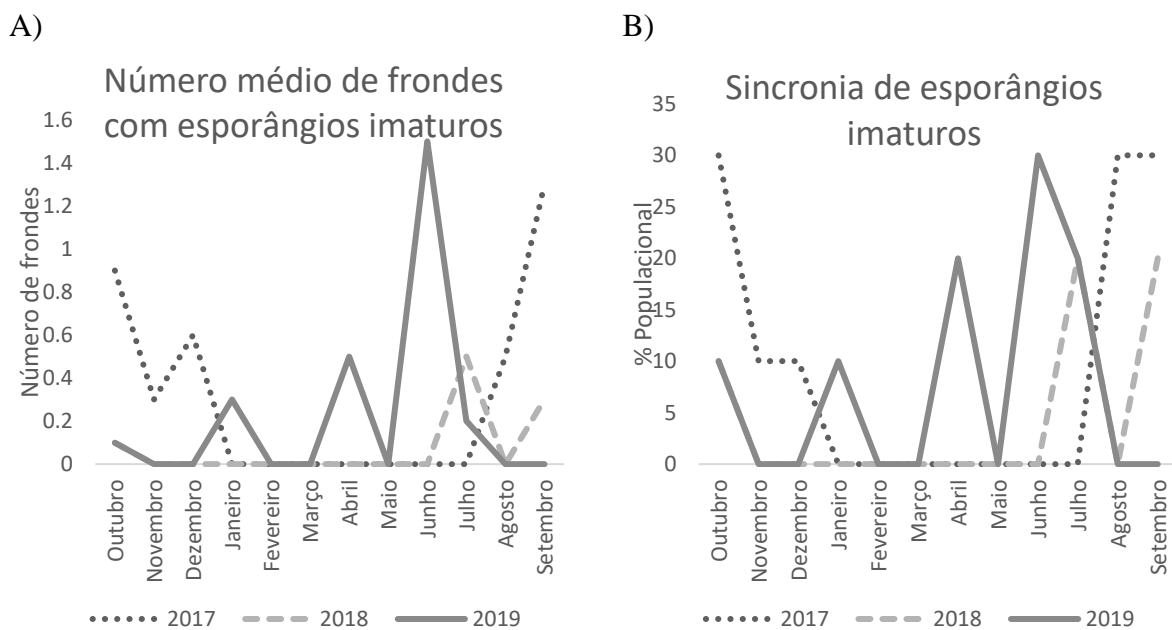 A)
B)
Número médio de frondes
com esporângios imaturos
Número de frondes
1.6
1.4
1.2
1
0.8
0.6
0.4
0.2
0
Outubro
Novembro
Dezembro
Janeiro
Fevereiro
Março
Abril
Maio
Junho
Julho
Agosto
Setembro
2017
2018
2019
Sincronia de esporângios
imaturos
% Populacional
35
30
25
20
15
10
5
0
Outubro
Novembro
Dezembro
Janeiro
Fevereiro
Março
Abril
Maio
Junho
Julho
Agosto
Setembro
2017
2018
2019